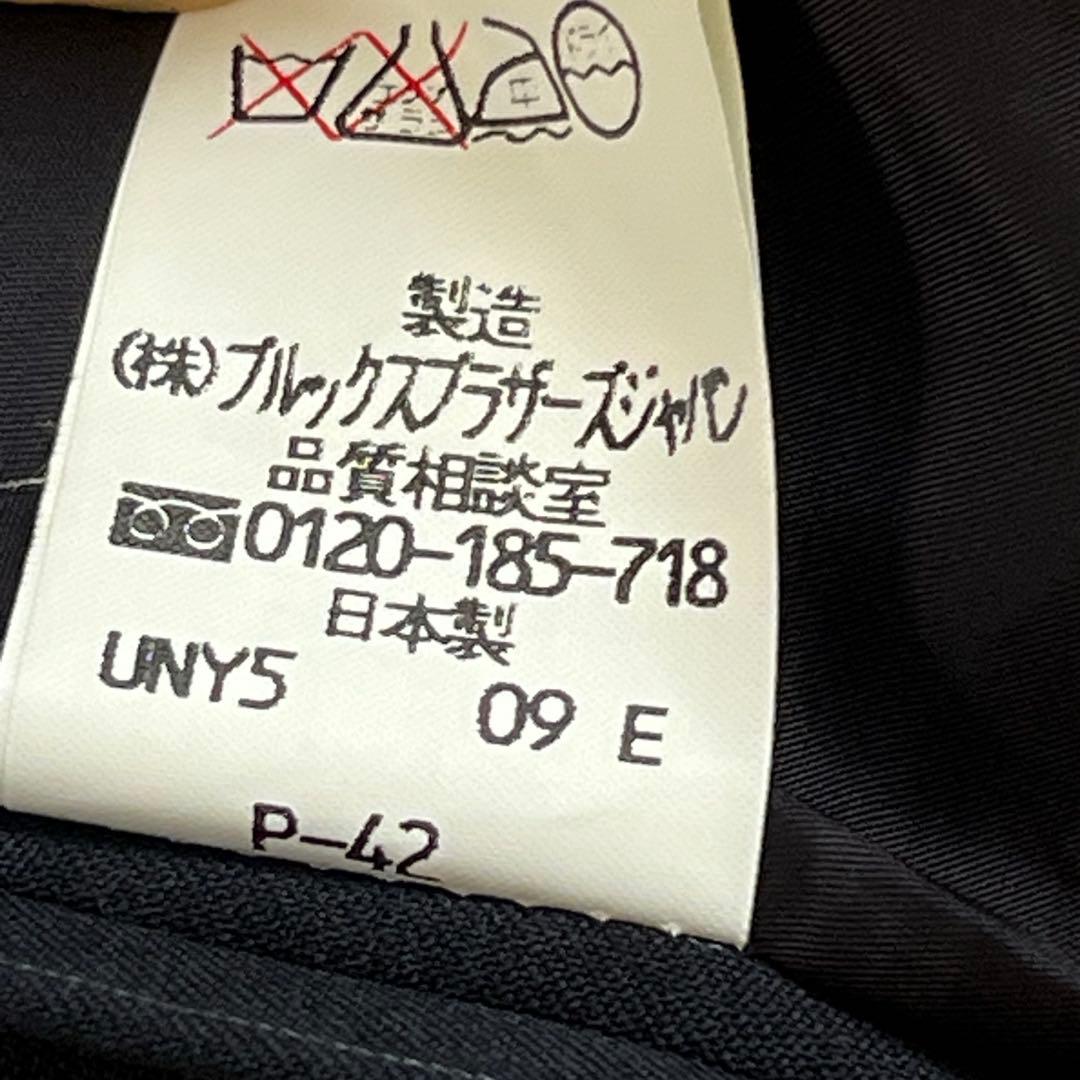 製造
(株)ブルックスブラザーズジャパン
品質相談室
0120-185-718
日本製
UNY5 09 E
P-42